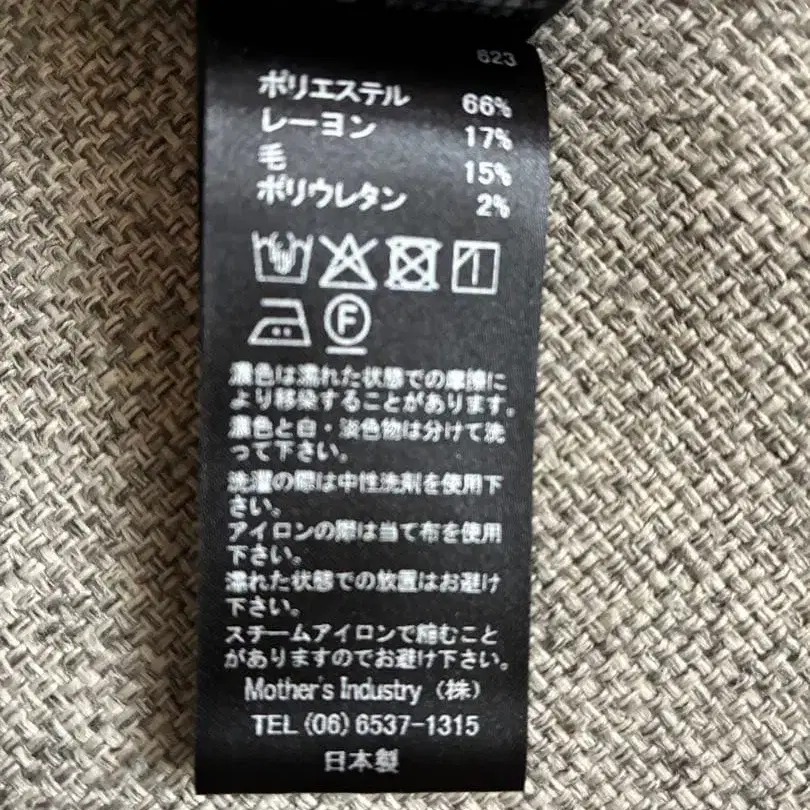 623
ポリエステル 66%
レーヨン 17%
毛 15%
ポリウレタン 2%
F
濃色は濡れた状態での摩擦に
より移染することがあります。
濃色と白・淡色物は分けて洗
って下さい。
洗濯の際は中性洗剤を使用下
さい。
アイロンの際は当て布を使用
下さい。
濡れた状態での放置はお避け
下さい。
スチームアイロンで縮むこと
がありますのでお避け下さい。
Mother's Industry (株)
TEL (06) 6537-1315
日本製